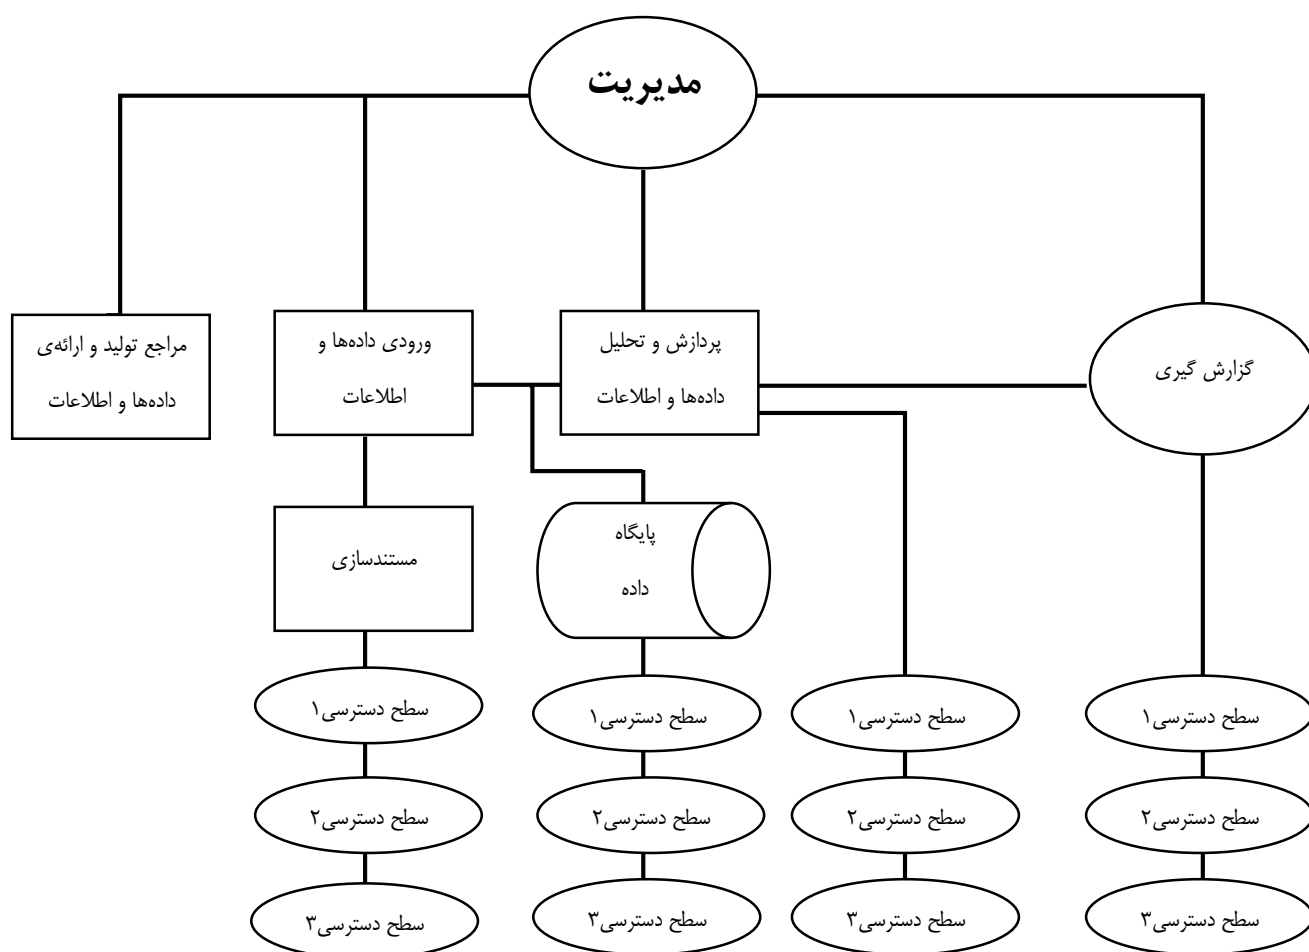 مدیریت
گزارش گیری
پردازش و تحلیل
داده‌ها و اطلاعات
ورودی داده‌ها و
اطلاعات
مراجع تولید و ارائه‌ی
داده‌ها و اطلاعات
پایگاه
داده
مستندسازی
سطح دسترسی۱
سطح دسترسی۱
سطح دسترسی۱
سطح دسترسی۱
سطح دسترسی۲
سطح دسترسی۲
سطح دسترسی۲
سطح دسترسی۲
سطح دسترسی۳
سطح دسترسی۳
سطح دسترسی۳
سطح دسترسی۳